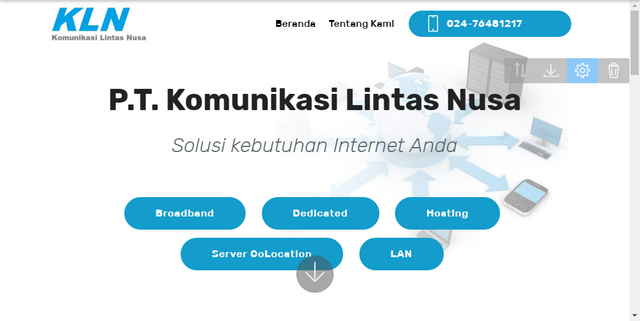 KLN
Komunikasi Lintas Nusa
Beranda
Tentang Kami
024-76481217
P.T. Komunikasi Lintas Nusa
Solusi kebutuhan Internet Anda
Broadband
Dedicated
Hosting
Server CoLocation
LAN